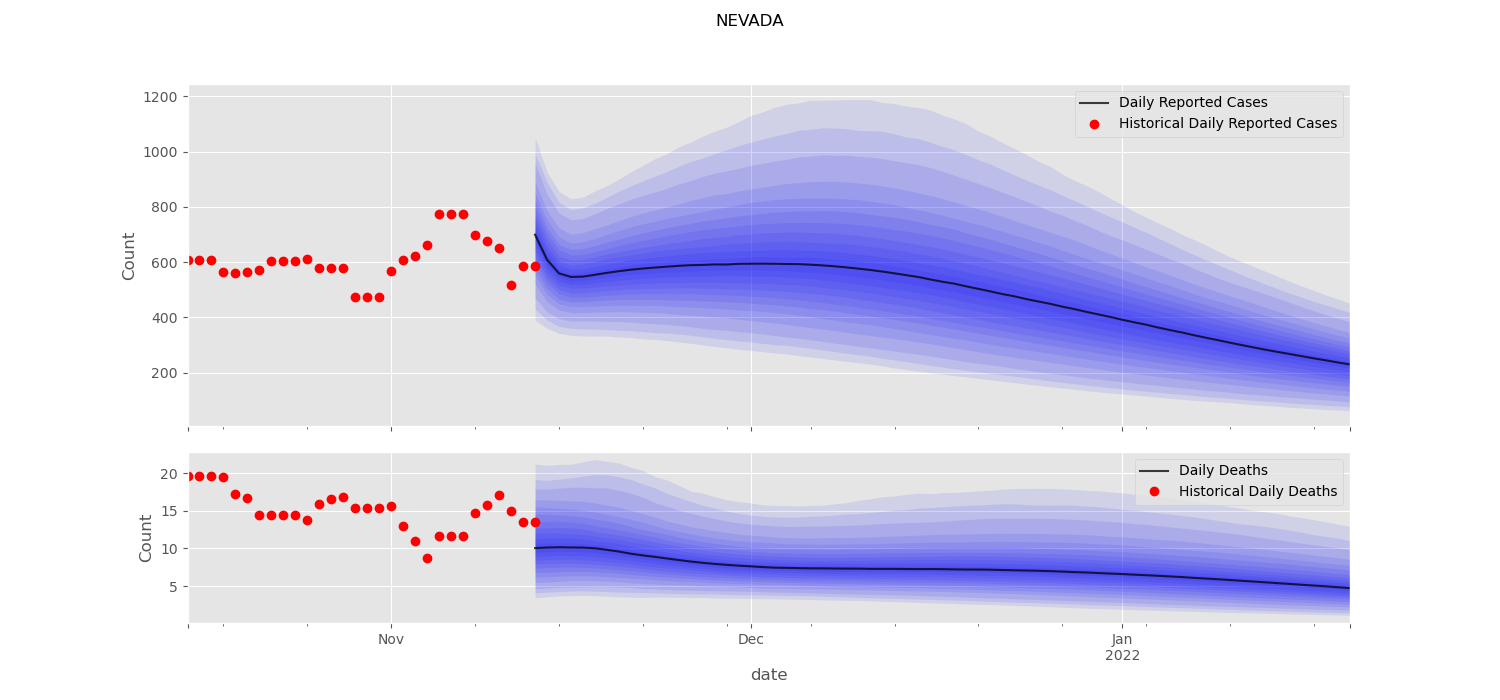 NEVADA
1200
1000
800
600
400
200
Count
Daily Reported Cases
Historical Daily Reported Cases
20
15
10
5
Count
Daily Deaths
Historical Daily Deaths
Nov
Dec
Jan
2022
date